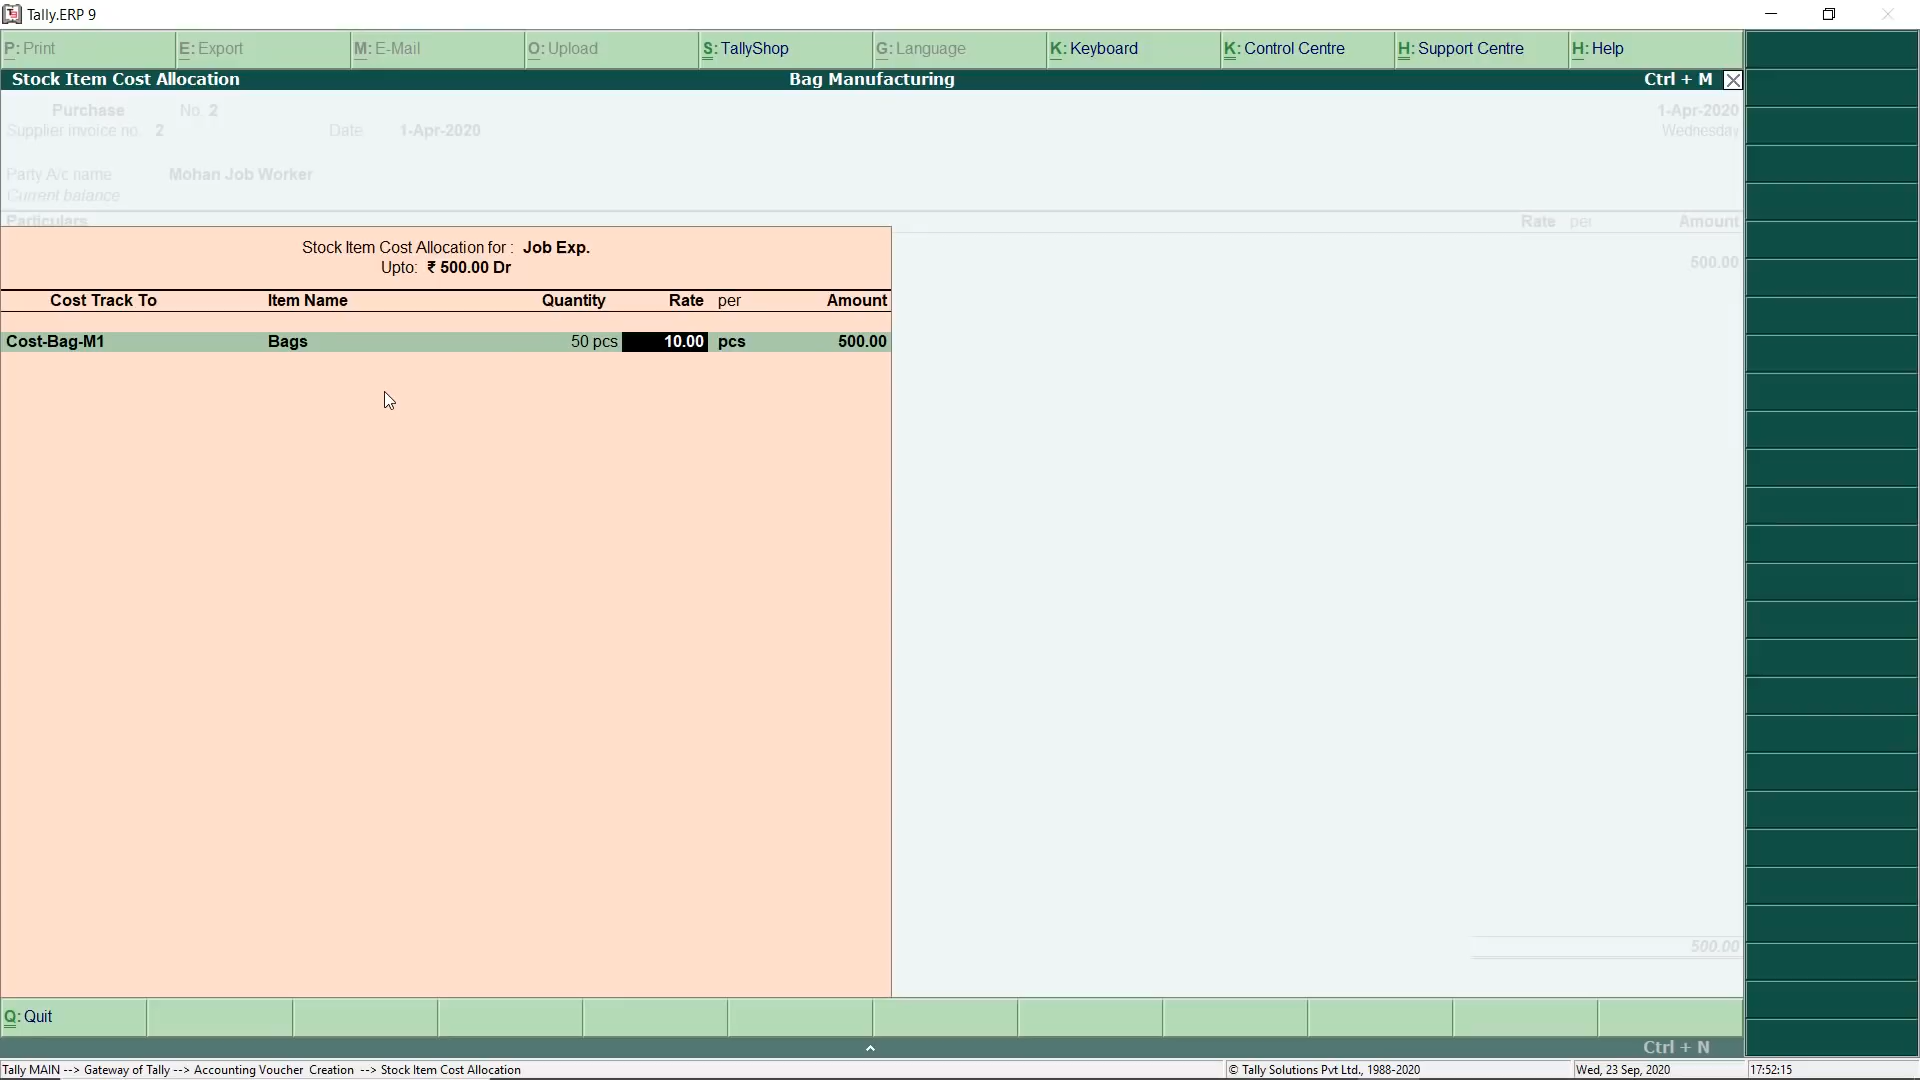 Tally.ERP 9
P: Print E: Export M: E-Mail O: Upload S: TallyShop G: Language K: Keyboard K: Control Centre H: Support Centre H: Help
Stock Item Cost Allocation Bag Manufacturing Ctrl + M
Purchase No. 2 1-Apr-2020
Supplier invoice no. 2 Date 1-Apr-2020 Wednesday
Party A/c name Mohan Job Worker
Current balance
Particulars Rate per Amount
Stock Item Cost Allocation for : Job Exp.
Upto: ₹ 500.00 Dr
500.00
Cost Track To Item Name Quantity Rate per Amount
Cost-Bag-M1 Bags 50 pcs 10.00 pcs 500.00
500.00
Q: Quit
Ctrl + N
Tally MAIN --> Gateway of Tally --> Accounting Voucher Creation --> Stock Item Cost Allocation © Tally Solutions Pvt Ltd., 1988-2020 Wed, 23 Sep, 2020 17:52:15